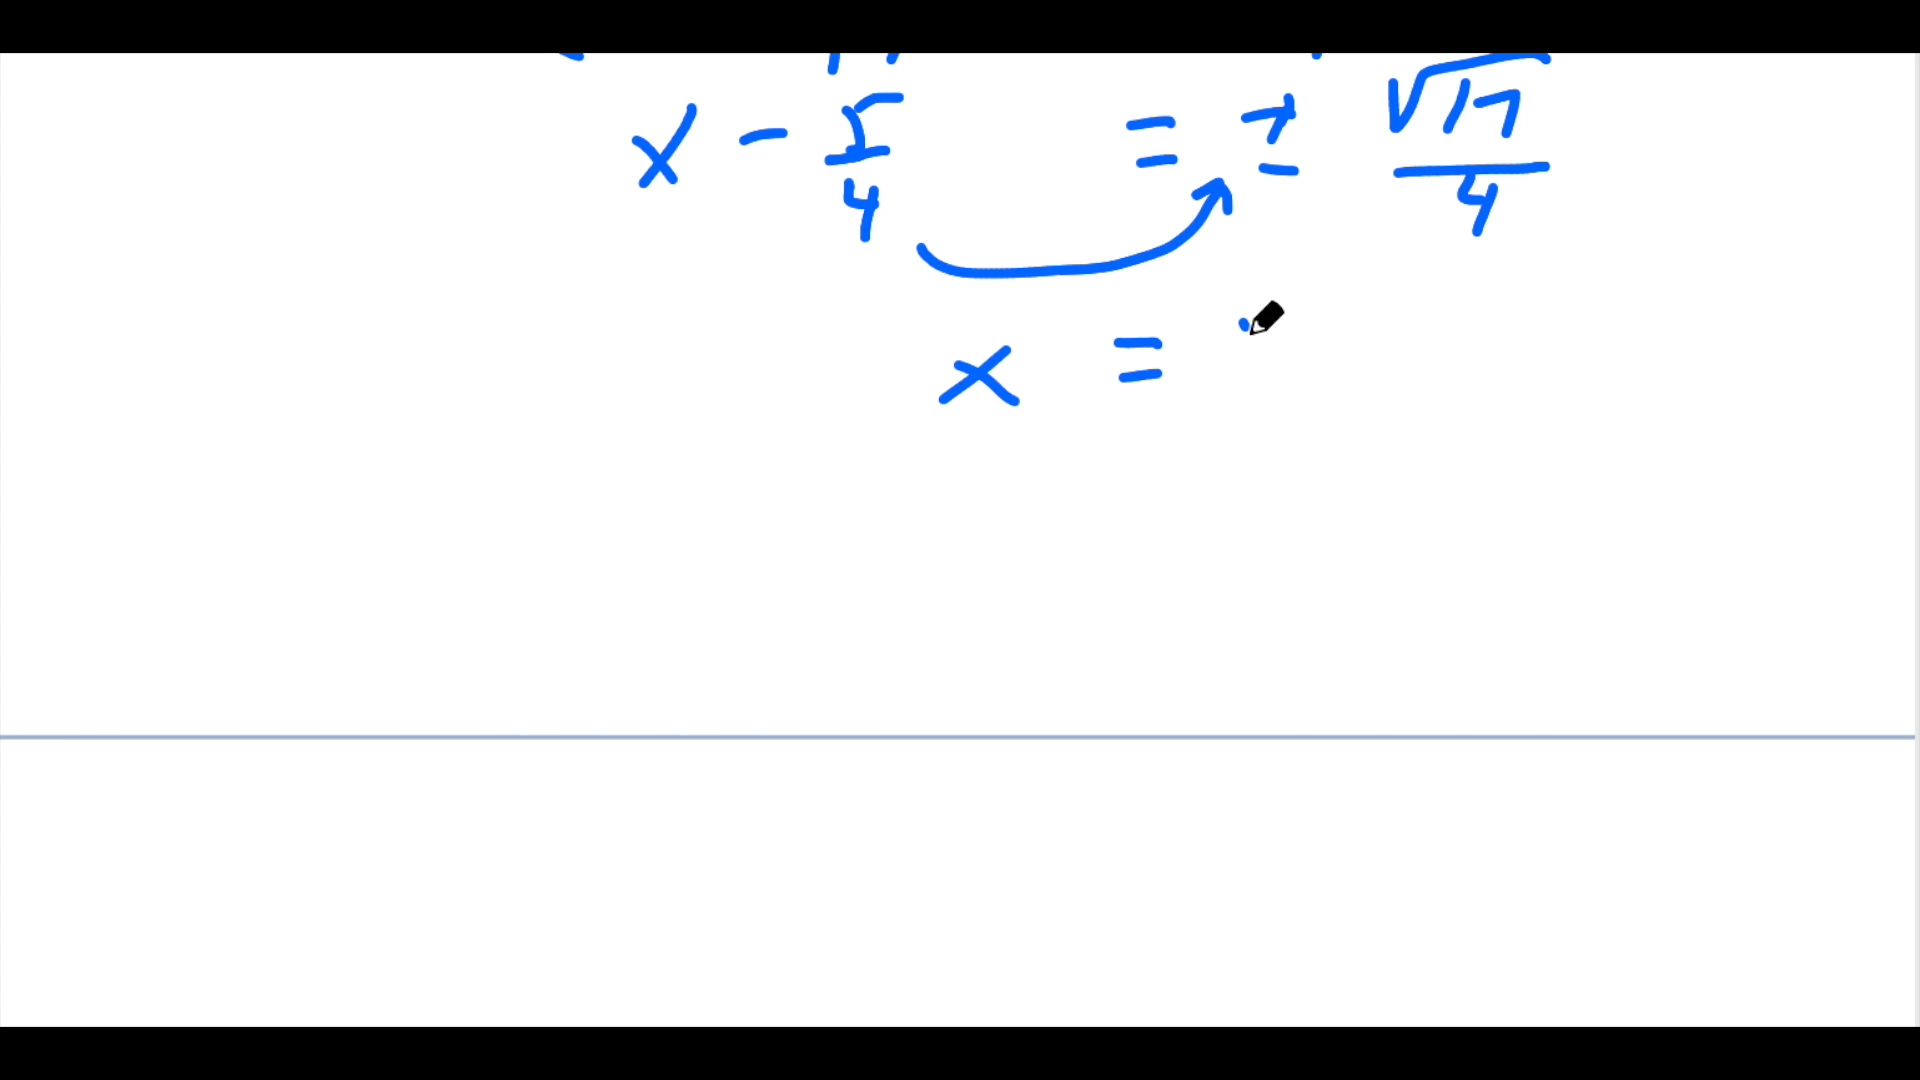 x - 5/4 = ± √17/4
x =